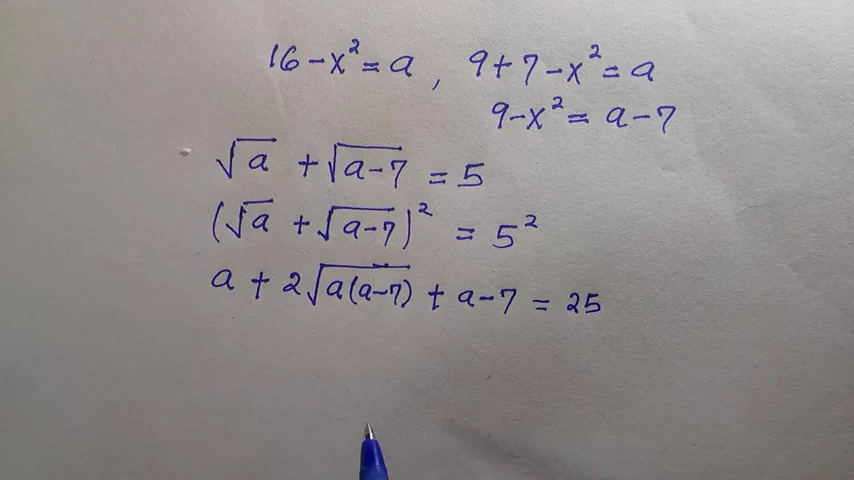 16-x²=a, 9+7-x²=a
9-x²=a-7
√a+√(a-7)=5
(√a+√(a-7))²=5²
a+2√(a(a-7))+a-7=25